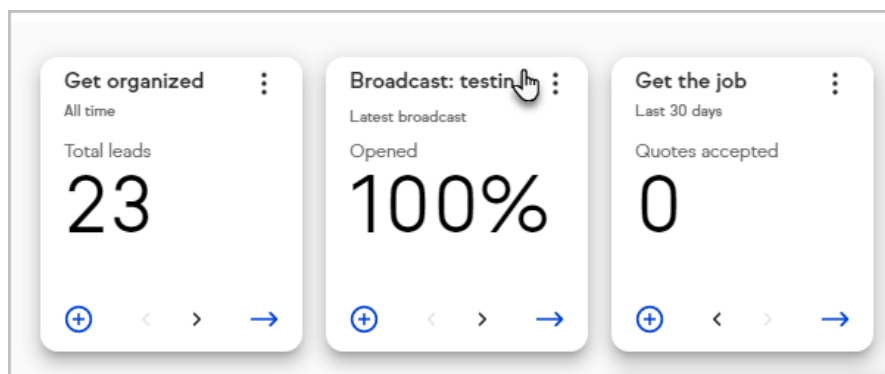 Get organized
All time
Total leads
23
Broadcast: testin
Latest broadcast
Opened
100%
Get the job
Last 30 days
Quotes accepted
0